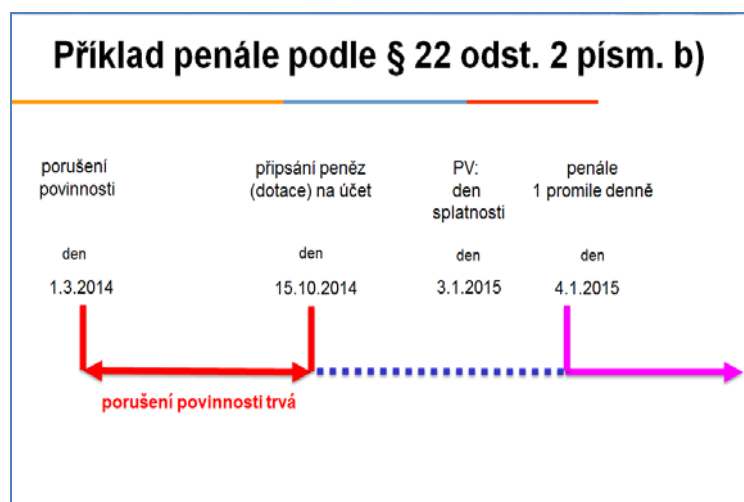 Příklad penále podle § 22 odst. 2 písm. b)
porušení
povinnosti
připsání peněz
(dotace) na účet
PV:
den
splatnosti
penále
1 promile denně
den
den
den
den
1.3.2014
15.10.2014
3.1.2015
4.1.2015
porušení povinnosti trvá